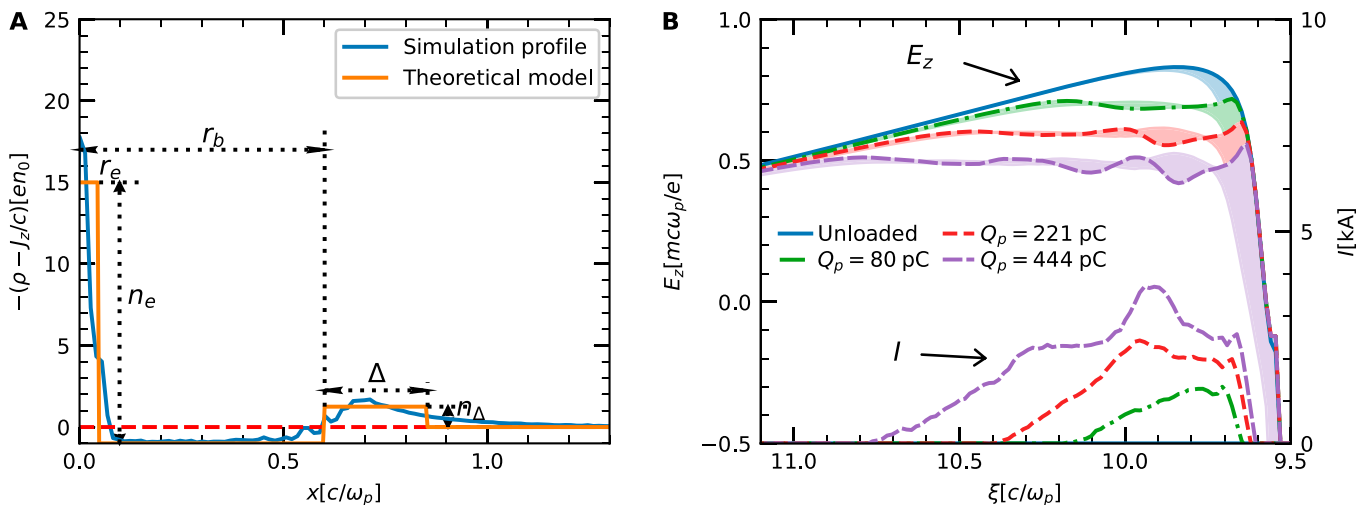 A
25
20
15
10
5
0
−(ρ − J_z/c)[en_0]
0.0
0.5
1.0
x[c/ω_p]
Simulation profile
Theoretical model
r_b
r_e
n_e
Δ
n_Δ
B
1.0
0.5
0.0
−0.5
E_z[mcω_p/e]
11.0
10.5
10.0
9.5
ξ[c/ω_p]
10
5
0
I[kA]
E_z
Unloaded
Q_p = 80 pC
Q_p = 221 pC
Q_p = 444 pC
I